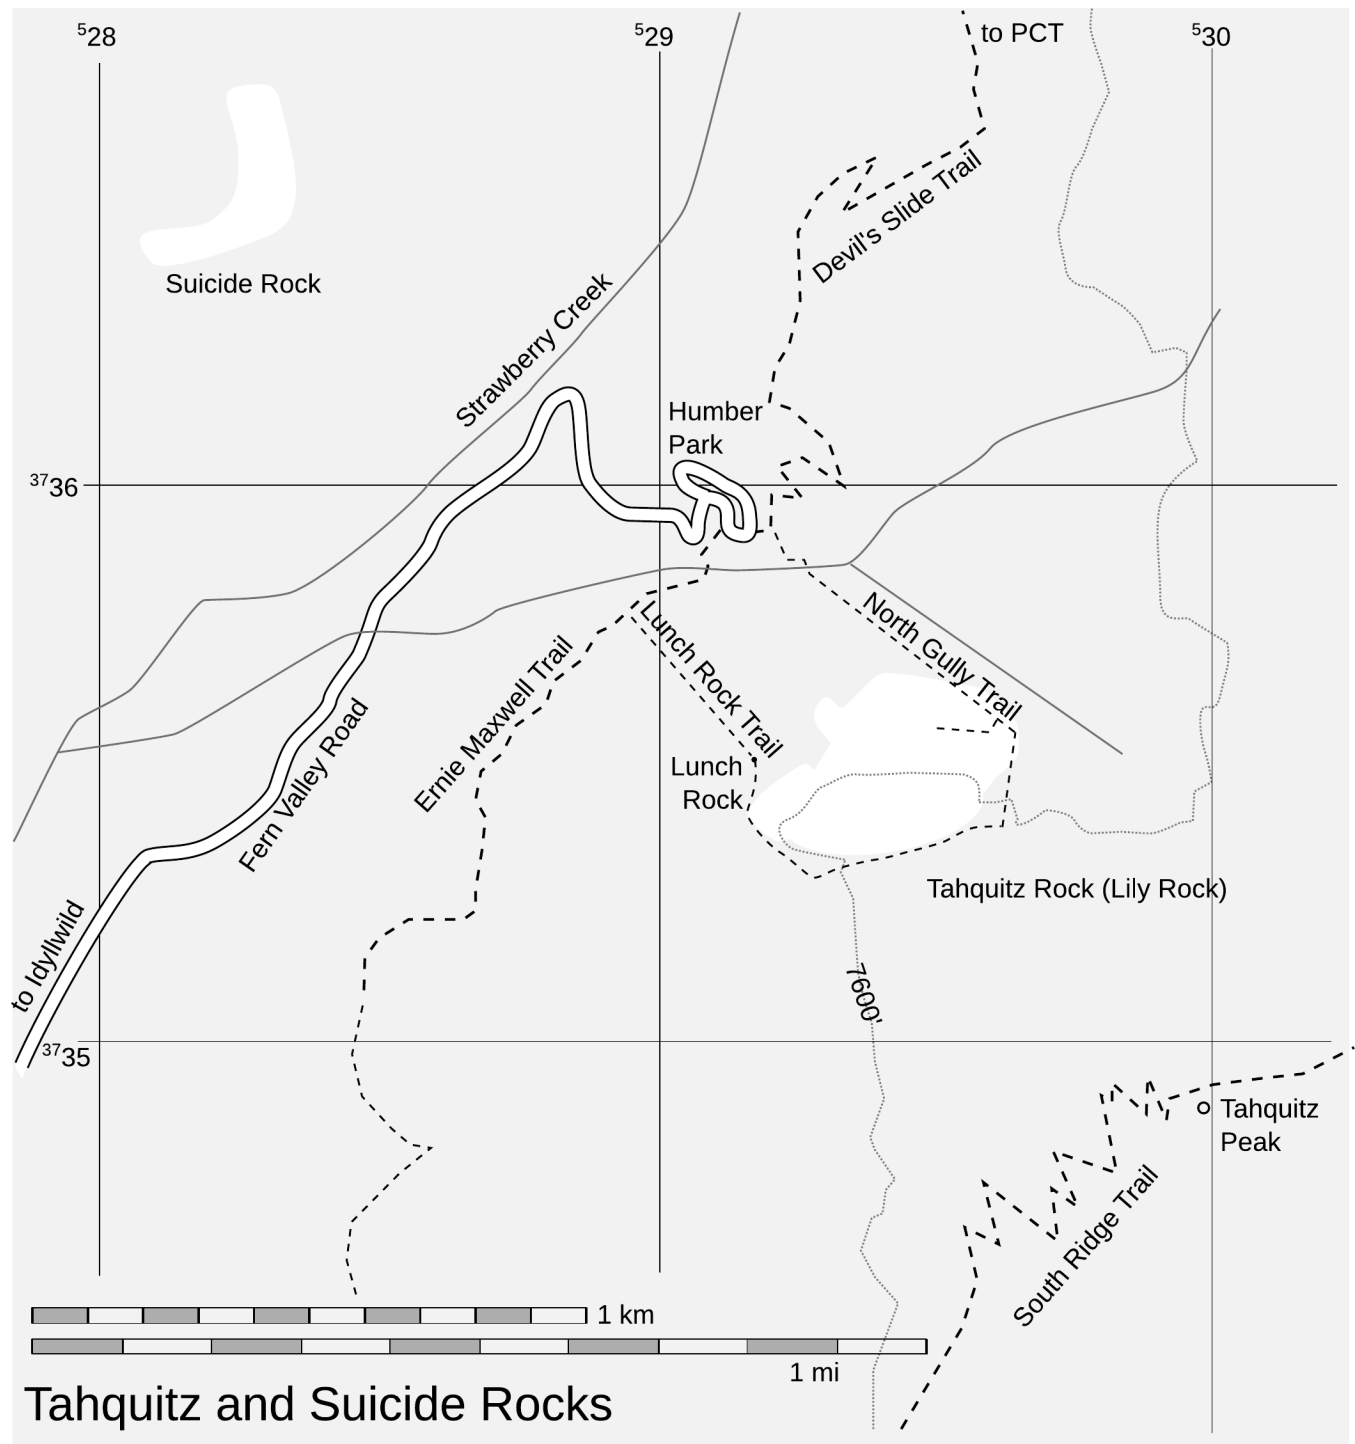 ⁵28
⁵29
to PCT
⁵30
Devil's Slide Trail
Suicide Rock
Strawberry Creek
Humber
Park
³⁷36
North Gully Trail
Lunch Rock Trail
Ernie Maxwell Trail
Fern Valley Road
Lunch
Rock
Tahquitz Rock (Lily Rock)
to Idyllwild
7600'
³⁷35
Tahquitz
Peak
South Ridge Trail
1 km
1 mi
Tahquitz and Suicide Rocks